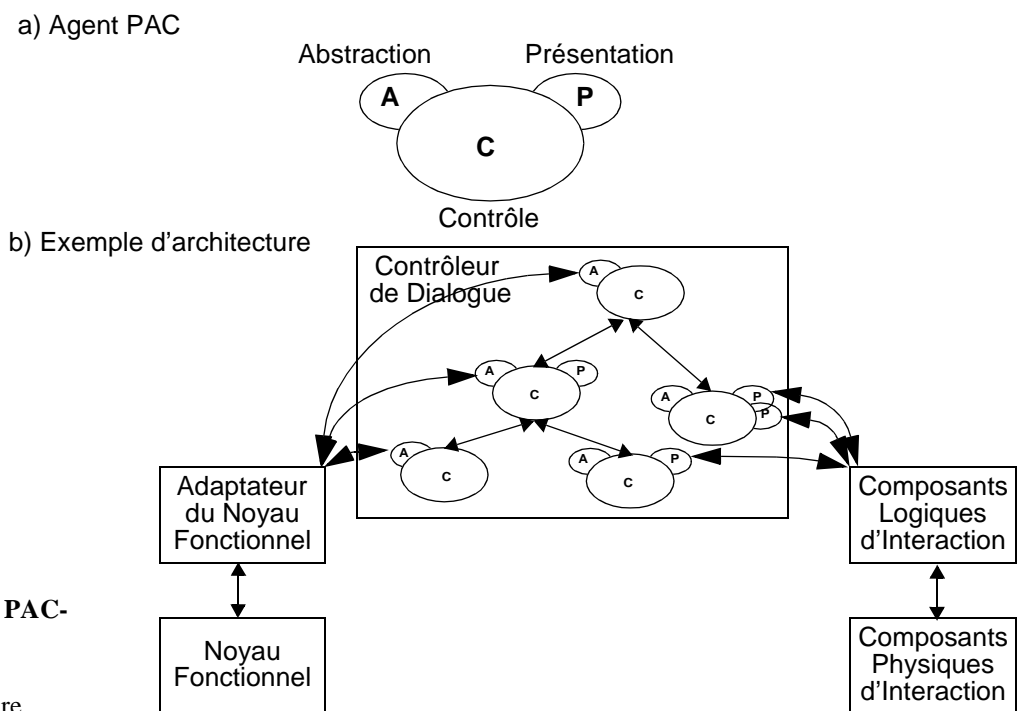 a) Agent PAC
Abstraction
Présentation
A
P
C
Contrôle
b) Exemple d'architecture
Contrôleur
de Dialogue
A
C
A
P
C
A
P
P
C
A
C
A
P
C
Adaptateur
du Noyau
Fonctionnel
Composants
Logiques
d'Interaction
PAC-
Noyau
Fonctionnel
Composants
Physiques
d'Interaction
re